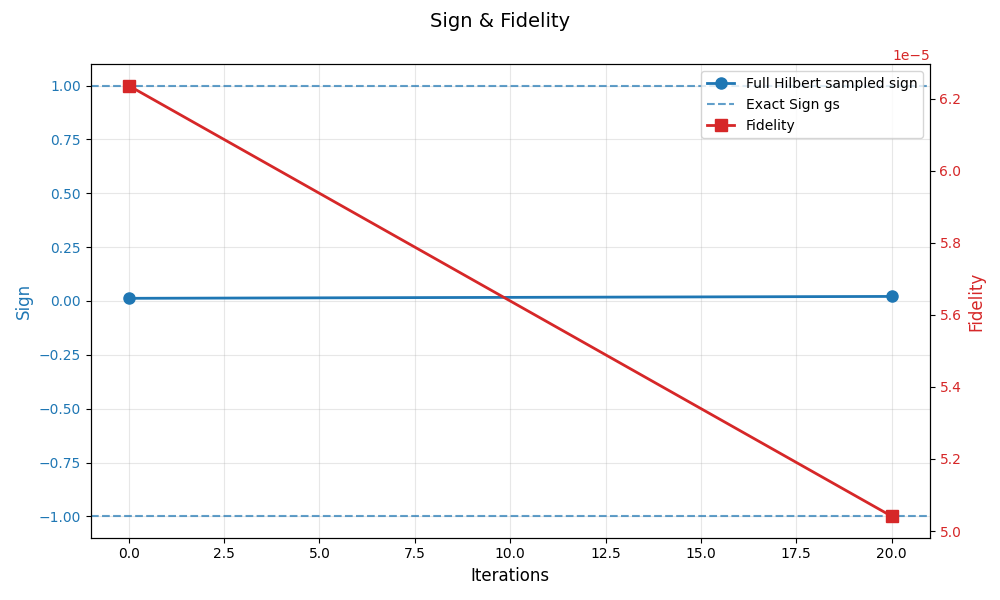 Sign & Fidelity
1e−5
Full Hilbert sampled sign
Exact Sign gs
Fidelity
1.00
0.75
0.50
0.25
0.00
−0.25
−0.50
−0.75
−1.00
Sign
6.2
6.0
5.8
5.6
5.4
5.2
5.0
Fidelity
0.0 2.5 5.0 7.5 10.0 12.5 15.0 17.5 20.0
Iterations